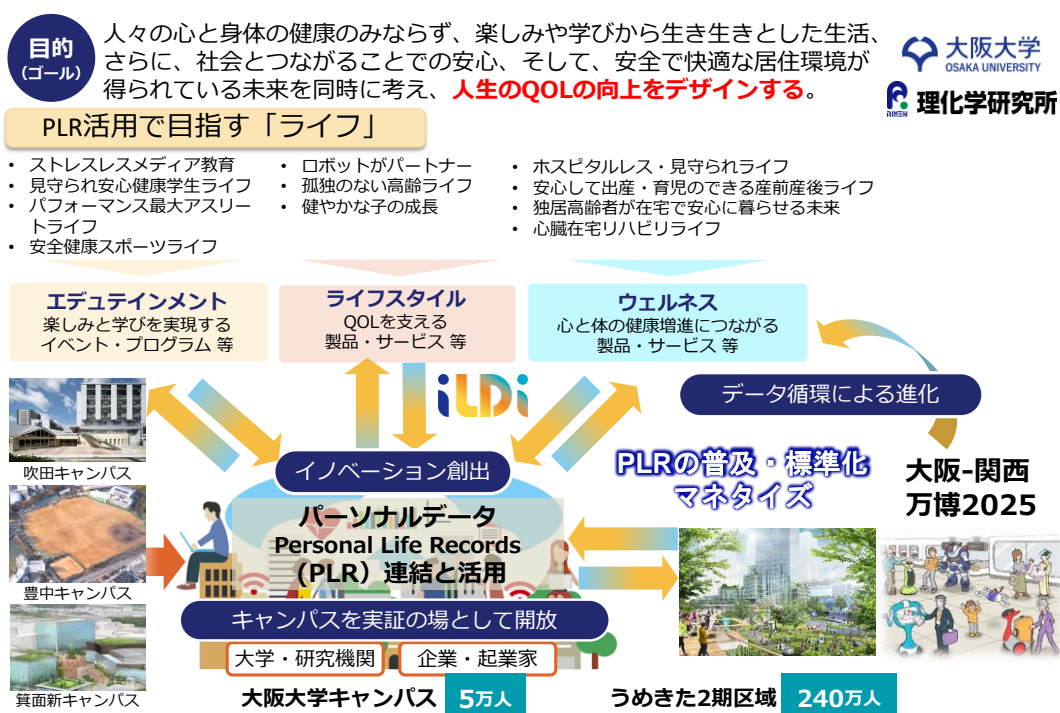 目的
(ゴール)
人々の心と身体の健康のみならず、楽しみや学びから生き生きとした生活、
さらに、社会とつながることでの安心、そして、安全で快適な居住環境が
得られている未来を同時に考え、人生のQOLの向上をデザインする。
大阪大学
OSAKA UNIVERSITY
RIKEN
理化学研究所
PLR活用で目指す「ライフ」
• ストレスレスメディア教育
• 見守られ安心健康学生ライフ
• パフォーマンス最大アスリー
トライフ
• 安全健康スポーツライフ
• ロボットがパートナー
• 孤独のない高齢ライフ
• 健やかな子の成長
• ホスピタルレス・見守られライフ
• 安心して出産・育児のできる産前産後ライフ
• 独居高齢者が在宅で安心に暮らせる未来
• 心臓在宅リハビリライフ
エデュテインメント
楽しみと学びを実現する
イベント・プログラム 等
ライフスタイル
QOLを支える
製品・サービス 等
ウェルネス
心と体の健康増進につながる
製品・サービス 等
iLDi
データ循環による進化
吹田キャンパス
イノベーション創出
PLRの普及・標準化
マネタイズ
大阪-関西
万博2025
パーソナルデータ
Personal Life Records
(PLR）連結と活用
豊中キャンパス
キャンパスを実証の場として開放
大学・研究機関
企業・起業家
箕面新キャンパス
大阪大学キャンパス 5万人
うめきた2期区域 240万人